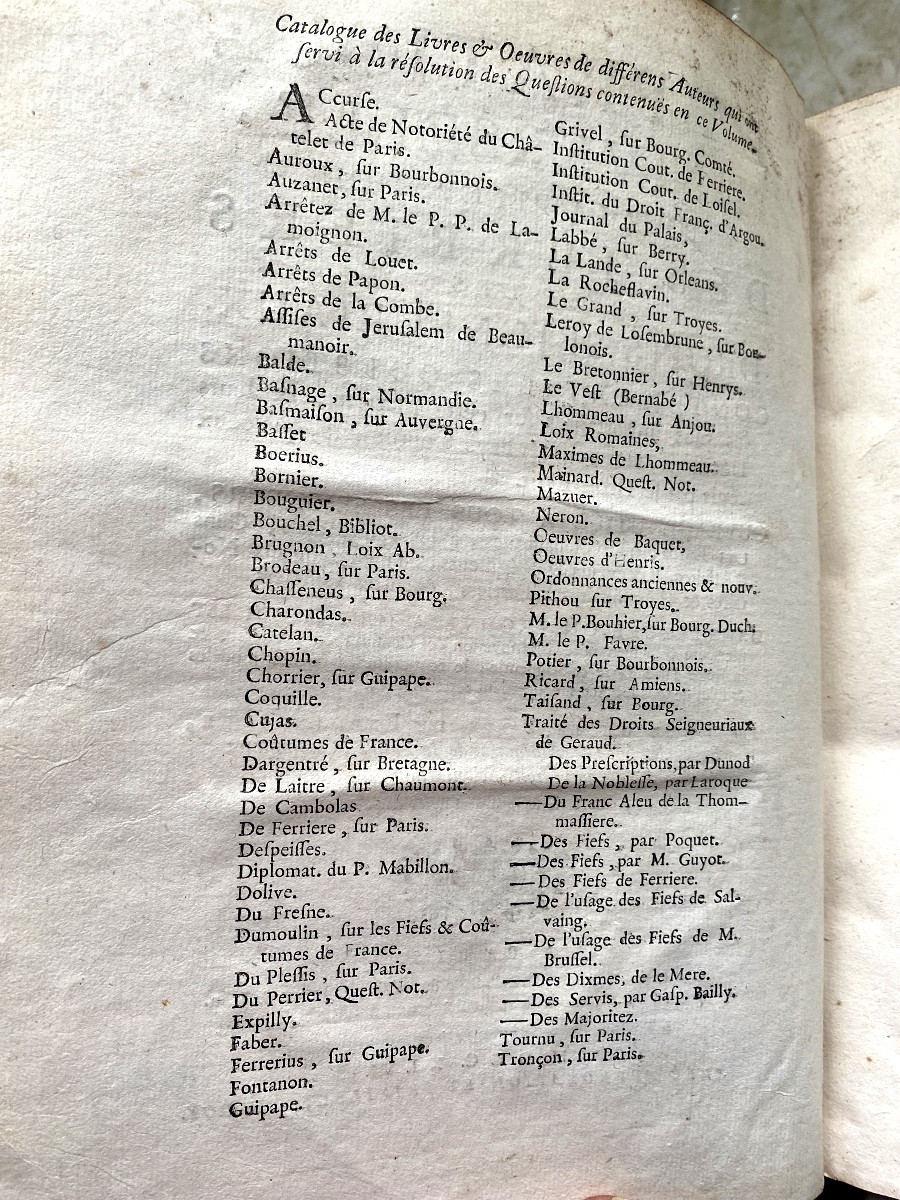 Catalogue des Livres & Oeuvres de différens Auteurs qui ont
ſervi à la réſolution des Queſtions contenuës en ce Volume.
ACcurſe.
Acte de Notoriété du Châ-
telet de Paris.
Auroux, ſur Bourbonnois.
Auzanet, ſur Paris.
Arrêtez de M. le P. P. de La-
moignon.
Arrêts de Louet.
Arrêts de Papon.
Arrêts de la Combe.
Aſſiſes de Jeruſalem de Beau-
manoir.
Balde.
Baſnage, ſur Normandie.
Baſmaiſon, ſur Auvergne.
Baſſet
Boerius.
Bornier.
Bouguier.
Bouchel, Bibliot.
Brugnon, Loix Ab.
Brodeau, ſur Paris.
Chaſſeneus, ſur Bourg.
Charondas.
Catelan.
Chopin.
Chorrier, ſur Guipape.
Coquille.
Cujas.
Coûtumes de France.
Dargentré, ſur Bretagne.
De Laitre, ſur Chaumont.
De Cambolas
De Ferriere, ſur Paris.
Deſpeiſſes.
Diplomat. du P. Mabillon.
Dolive.
Du Freſne.
Dumoulin, ſur les Fiefs & Coû-
tumes de France.
Du Pleſſis, ſur Paris.
Du Perrier, Queſt. Not.
Expilly.
Faber.
Ferrerius, ſur Guipape.
Fontanon.
Guipape.
Grivel, ſur Bourg. Comté.
Inſtitution Cout. de Ferriere.
Inſtitution Cout. de Loiſel.
Inſtit. du Droit Franç. d'Argou.
Journal du Palais,
Labbé, ſur Berry.
La Lande, ſur Orleans.
La Rocheflavin.
Le Grand, ſur Troyes.
Leroy de Loſembrune, ſur Bou-
lonois.
Le Bretonnier, ſur Henrys.
Le Veſt (Bernabé)
Lhommeau, ſur Anjou.
Loix Romaines,
Maximes de Lhommeau.
Mainard. Queſt. Not.
Mazuer.
Neron.
Oeuvres de Baquet,
Oeuvres d'Henris.
Ordonnances anciennes & nouv.
Pithou ſur Troyes.
M. le P. Bouhier, ſur Bourg. Duch.
M. le P. Favre.
Potier, ſur Bourbonnois.
Ricard, ſur Amiens.
Taiſand, ſur Bourg.
Traité des Droits Seigneuriaux
de Geraud.
Des Preſcriptions, par Dunod
De la Nobleſſe, par Laroque
—Du Franc Aleu de la Thom-
maſſiere.
—Des Fiefs, par Poquet.
—Des Fiefs, par M. Guyot.
—Des Fiefs de Ferriere.
—De l'uſage des Fiefs de Sal-
vaing.
—De l'uſage des Fiefs de M.
Bruſſel.
—Des Dixmes, de le Mere.
—Des Servis, par Gaſp. Bailly.
—Des Majoritez.
Tournu, ſur Paris.
Tronçon, ſur Paris.